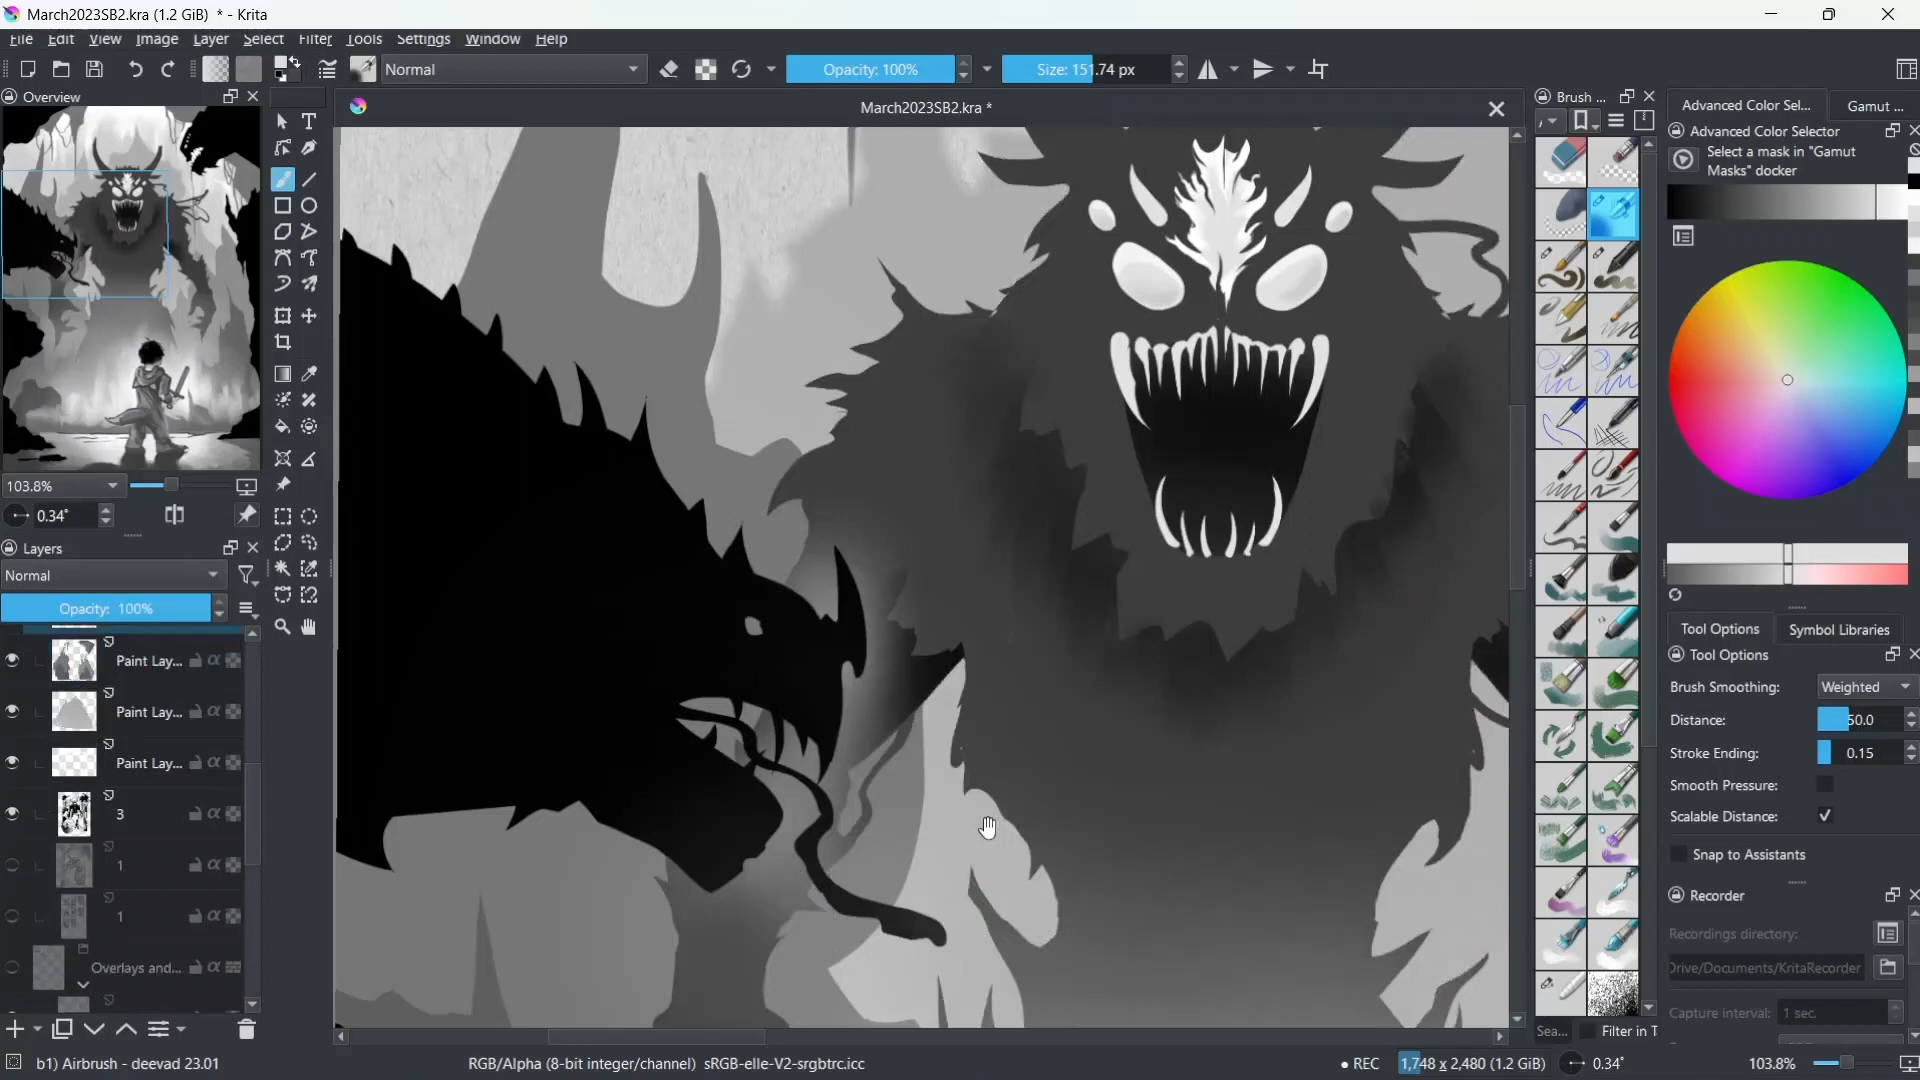 March2023SB2.kra (1.2 GiB) * - Krita
File Edit View Image Layer Select Filter Tools Settings Window Help
Normal
Opacity: 100%
Size: 151.74 px
Overview
March2023SB2.kra *
Brush ...
Advanced Color Sel...
Gamut ...
Advanced Color Selector
Select a mask in "Gamut
Masks" docker
103.8%
0.34°
Layers
Normal
Opacity: 100%
Paint Lay...
Paint Lay...
Paint Lay...
3
1
1
Overlays and...
Tool Options
Symbol Libraries
Tool Options
Brush Smoothing: Weighted
Distance: 50.0
Stroke Ending: 0.15
Smooth Pressure:
Scalable Distance:
Snap to Assistants
Recorder
Recordings directory:
Drive/Documents/KritaRecorder
Capture interval: 1 sec.
Sea...
Filter in T
b1) Airbrush - deevad 23.01
RGB/Alpha (8-bit integer/channel) sRGB-elle-V2-srgbtrc.icc
REC
1,748 x 2,480 (1.2 GiB)
0.34°
103.8%